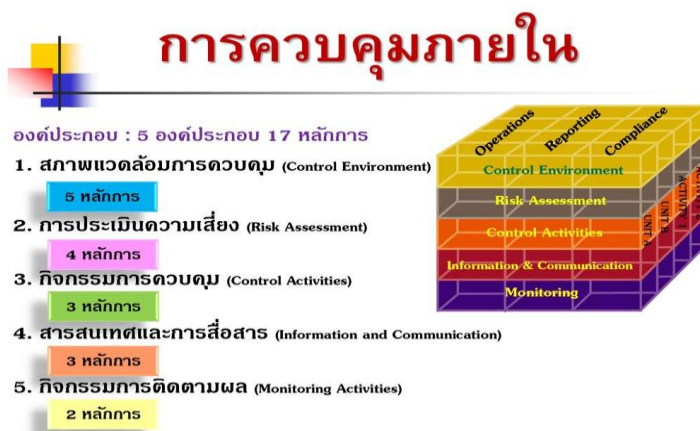 การควบคุมภายใน
องค์ประกอบ : 5 องค์ประกอบ 17 หลักการ
1. สภาพแวดล้อมการควบคุม (Control Environment)
5 หลักการ
2. การประเมินความเสี่ยง (Risk Assessment)
4 หลักการ
3. กิจกรรมการควบคุม (Control Activities)
3 หลักการ
4. สารสนเทศและการสื่อสาร (Information and Communication)
3 หลักการ
5. กิจกรรมการติดตามผล (Monitoring Activities)
2 หลักการ
Operations
Reporting
Compliance
Control Environment
Risk Assessment
Control Activities
Information & Communication
Monitoring
UNIT A
UNIT B
ACTIVITY 1